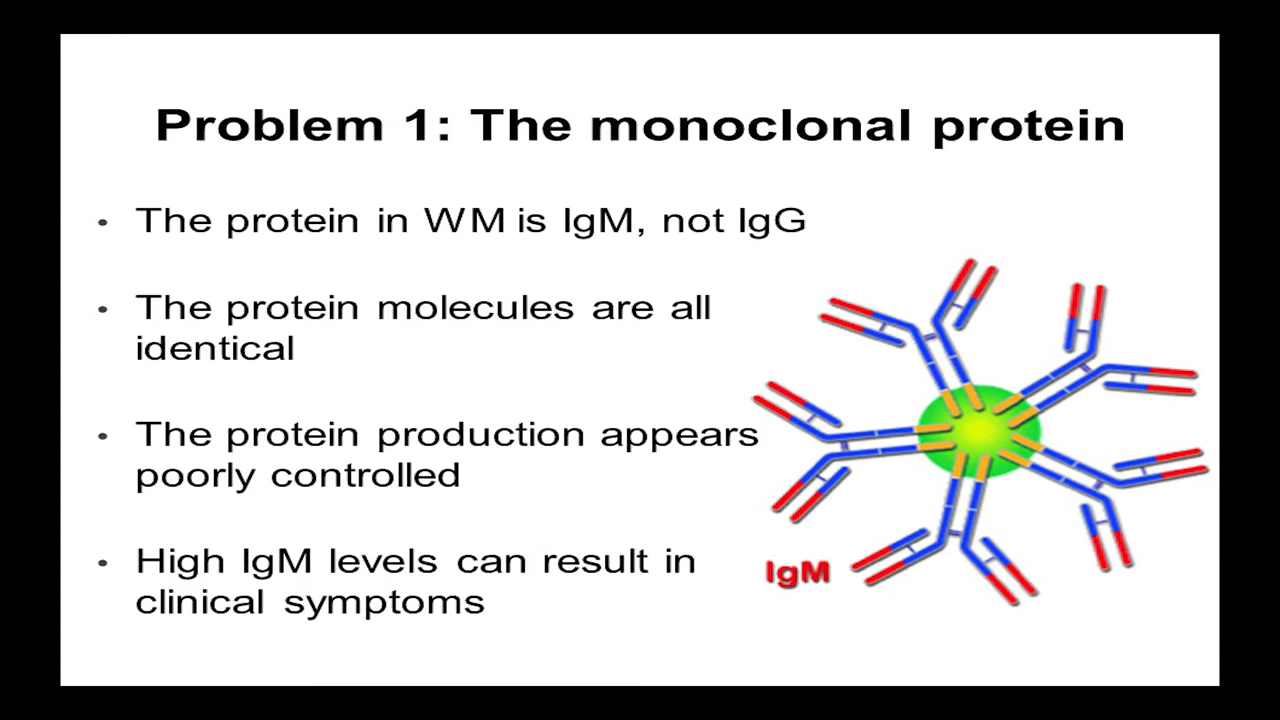 Problem 1: The monoclonal protein
• The protein in WM is IgM, not IgG
• The protein molecules are all
identical
• The protein production appears
poorly controlled
• High IgM levels can result in
clinical symptoms
IgM